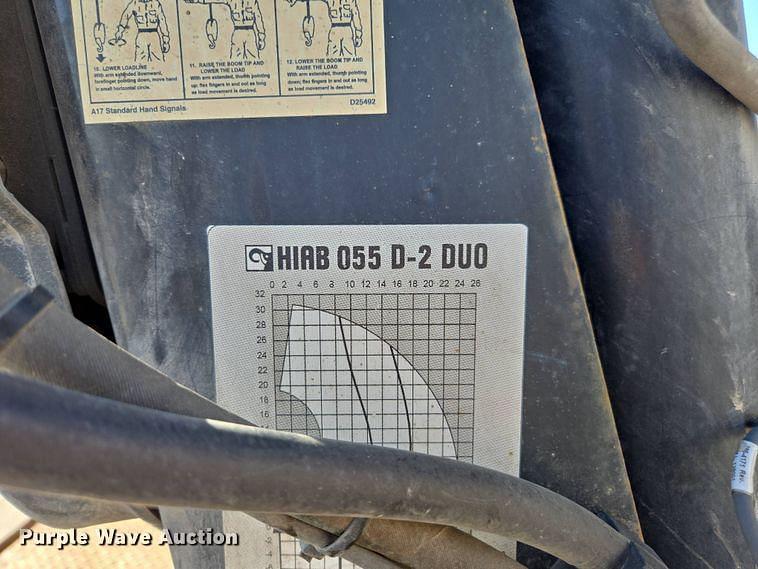 10. LOWER LOADLINE
With arm extended downward,
forefinger pointing down, move hand
in small horizontal circle.
11. RAISE THE BOOM TIP AND
LOWER THE LOAD
With arm extended, thumb pointing
up; flex fingers in and out as long
as load movement is desired.
12. LOWER THE BOOM TIP AND
RAISE THE LOAD
With arm extended, thumb pointing
down; flex fingers in and out as long
as load movement is desired.
A17 Standard Hand Signals
D25492
HIAB 055 D-2 DUO
0 2 4 6 8 10 12 14 16 18 20 22 24 26
32
30
28
26
24
22
20
18
16
14
Purple Wave Auction